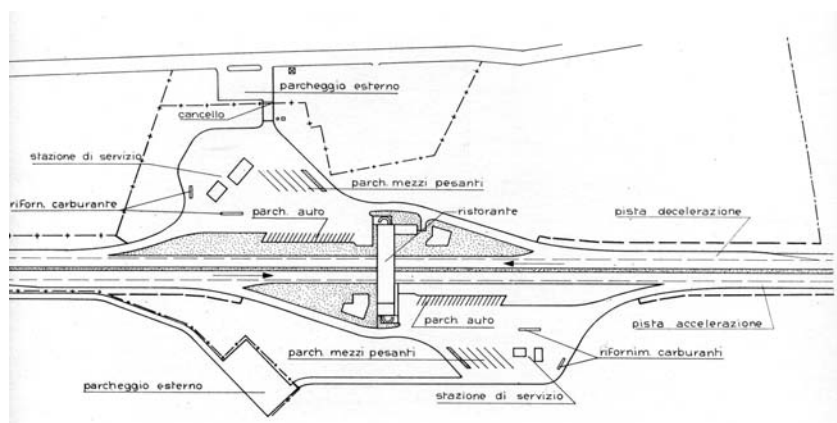 parcheggio esterno
cancello
stazione di servizio
parch. mezzi pesanti
riforn. carburante
parch. auto
ristorante
pista decelerazione
parch. auto
pista accelerazione
parch. mezzi pesanti
rifornim. carburanti
parcheggio esterno
stazione di servizio